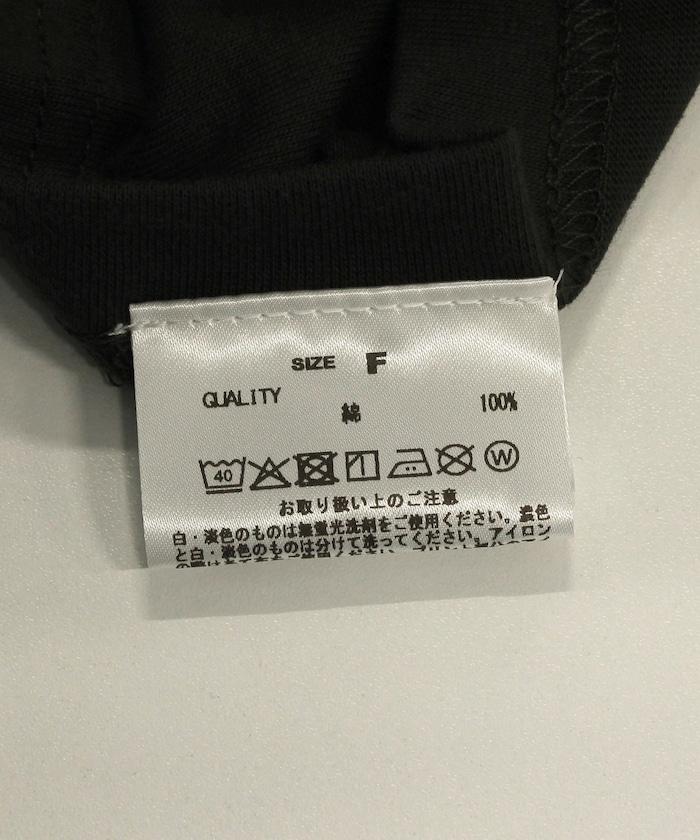 SIZE F
QUALITY
綿 100%
40 W
お取り扱い上のご注意
白・淡色のものは無蛍光洗剤をご使用ください。濃色
と白・淡色のものは分けて洗ってください。アイロン